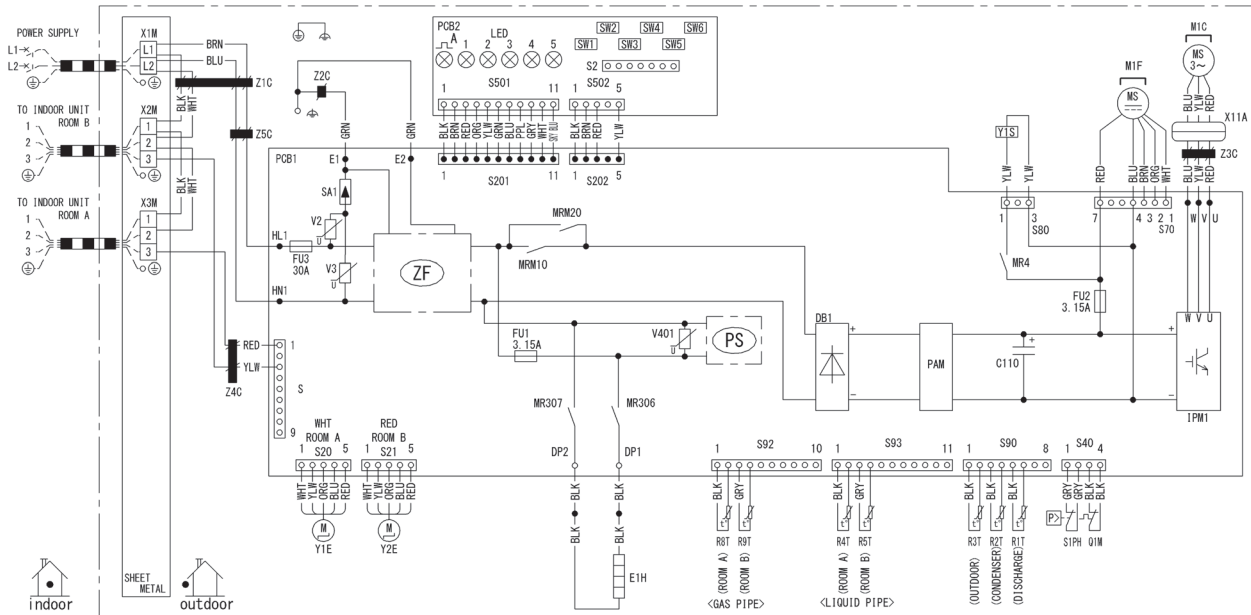 POWER SUPPLY
L1
L2
TO INDOOR UNIT
ROOM B
1
2
3
TO INDOOR UNIT
ROOM A
1
2
3
X1M
L1
L2
X2M
1
2
3
X3M
1
2
3
BRN
BLU
BLK
WHT
BLK
WHT
Z1C
Z5C
Z4C
RED
YLW
SHEET
METAL
indoor
outdoor
Z2C
GRN
GRN
PCB1
E1
E2
SA1
V2
U
V3
U
HL1
FU3
30A
HN1
ZF
S
1
9
PCB2
A
LED
1 2 3 4 5
SW2 SW4 SW6
SW1 SW3 SW5
S2
S501
1 11
S502
1 5
BLK BRN RED ORG YLW GRN BLU PPL GRY WHT SKY BLU
BLK BRN RED YLW
1 11
S201
1 5
S202
MRM20
MRM10
FU1
3.15A
V401
U
PS
MR307
MR306
DP2
DP1
BLK
BLK
BLK
BLK
E1H
WHT
ROOM A
1 S20 5
WHT YLW ORG BLU RED
M
Y1E
RED
ROOM B
1 S21 5
WHT YLW ORG BLU RED
M
Y2E
DB1
+
−
PAM
C110
+
FU2
3.15A
MR4
Y1S
YLW
YLW
1 3
S80
M1F
MS
RED
BLU
BRN
ORG
WHT
7 4 3 2 1
S70
M1C
MS
3～
BLU
YLW
RED
X11A
Z3C
BLU
YLW
RED
W V U
+
W V U
−
IPM1
1 S92 10
BLK
GRY
t°
t°
R8T
R9T
(ROOM A)
(ROOM B)
<GAS PIPE>
1 S93 11
BLK
GRY
t°
t°
R4T
R5T
(ROOM A)
(ROOM B)
<LIQUID PIPE>
1 S90 8
BLK
BLK
BLK
t°
t°
t°
R3T
R2T
R1T
(OUTDOOR)
(CONDENSER)
(DISCHARGE)
S40
1 4
GRY
GRY
BLK
BLK
P>
S1PH
Q1M